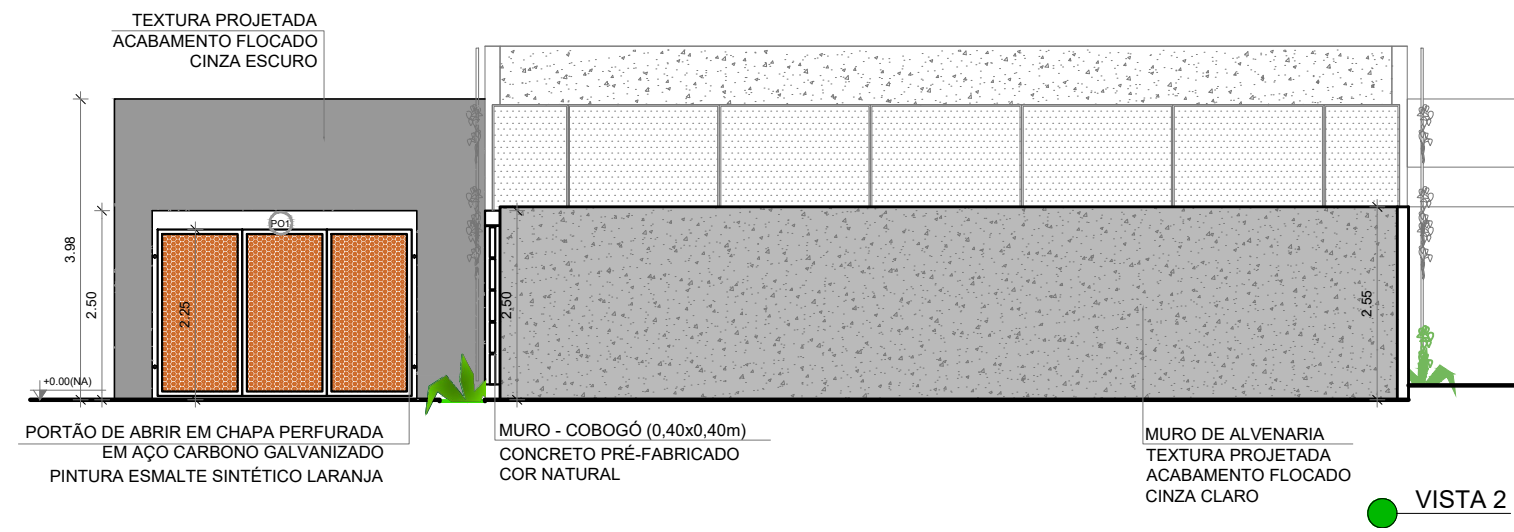 TEXTURA PROJETADA
ACABAMENTO FLOCADO
CINZA ESCURO
3.98
2.50
2.25
PO1
+0.00(NA)
2,50
2.55
PORTÃO DE ABRIR EM CHAPA PERFURADA
EM AÇO CARBONO GALVANIZADO
PINTURA ESMALTE SINTÉTICO LARANJA
MURO - COBOGÓ (0,40x0,40m)
CONCRETO PRÉ-FABRICADO
COR NATURAL
MURO DE ALVENARIA
TEXTURA PROJETADA
ACABAMENTO FLOCADO
CINZA CLARO
VISTA 2